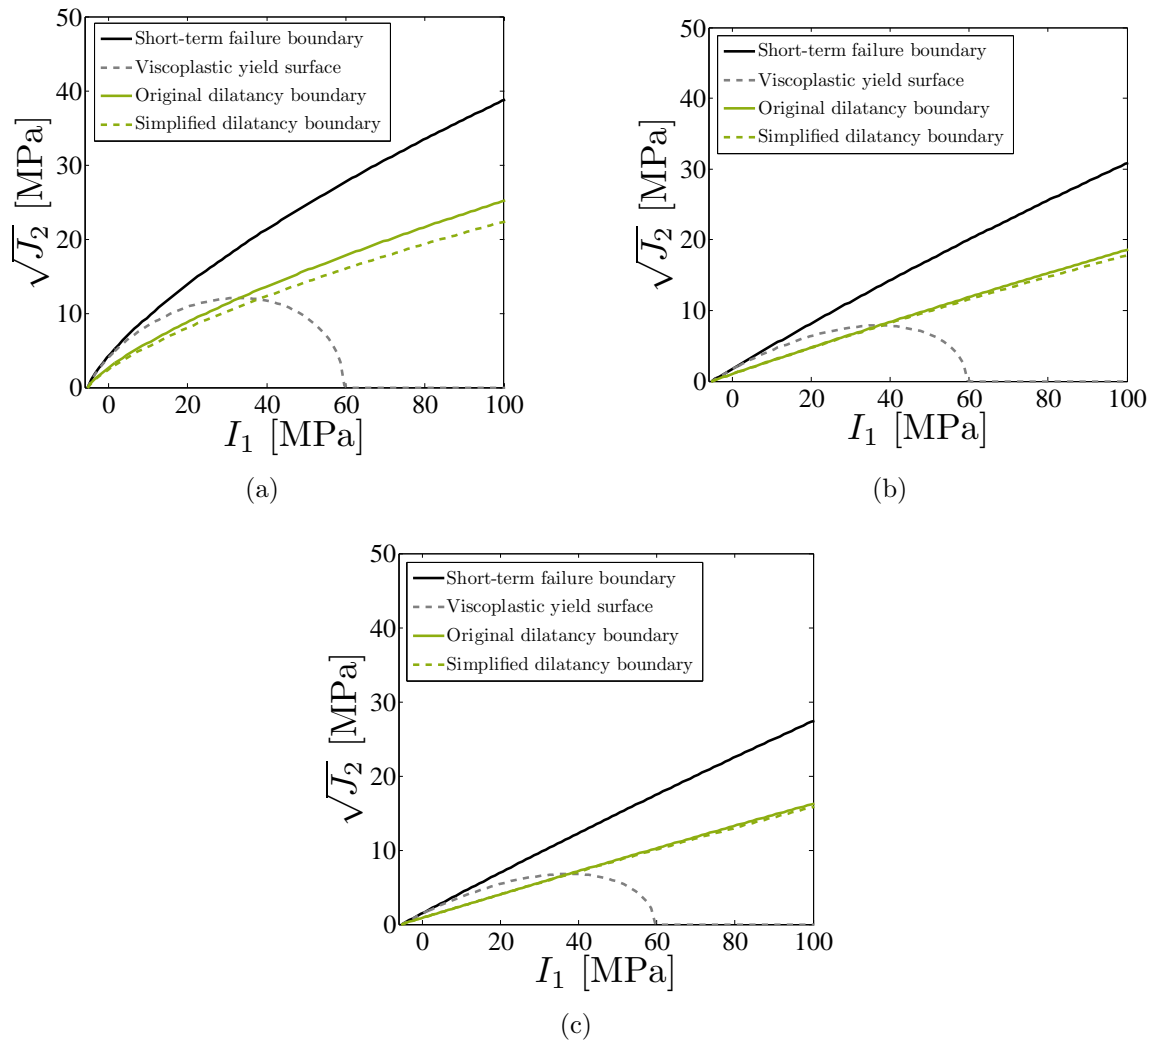 50
40
30
20
10
0
√J2 [MPa]
Short-term failure boundary
Viscoplastic yield surface
Original dilatancy boundary
Simplified dilatancy boundary
0 20 40 60 80 100
I1 [MPa]
(a)
50
40
30
20
10
0
√J2 [MPa]
Short-term failure boundary
Viscoplastic yield surface
Original dilatancy boundary
Simplified dilatancy boundary
0 20 40 60 80 100
I1 [MPa]
(b)
50
40
30
20
10
0
√J2 [MPa]
Short-term failure boundary
Viscoplastic yield surface
Original dilatancy boundary
Simplified dilatancy boundary
0 20 40 60 80 100
I1 [MPa]
(c)